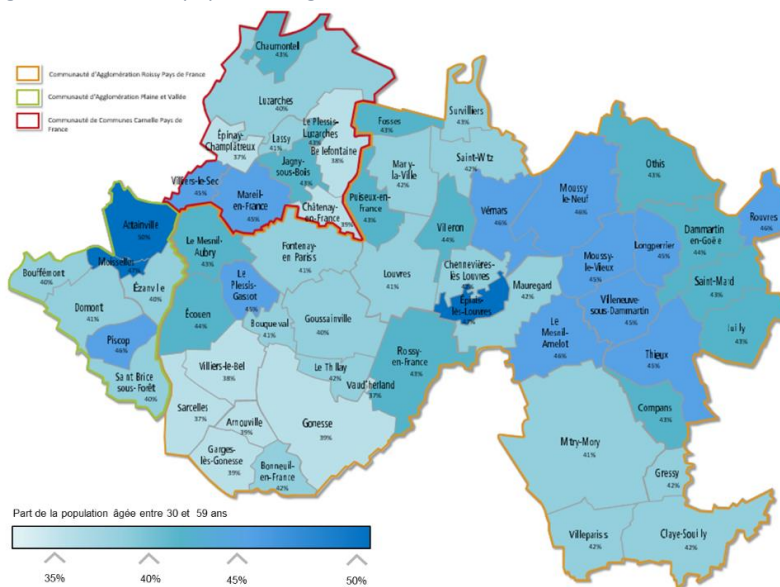 Communauté d'Agglomération Roissy Pays de France
Communauté d'Agglomération Plaine et Vallée
Communauté de Communes Carnelle Pays de
France
Chaumontel
43%
Luzarches
40%
Le Plessis-
Luzarches
43%
Lassy
41%
Épinay-
Champlâtreux
37%
Bellefontaine
38%
Jagny-
sous-Bois
43%
Villiers-le-Sec
45%
Mareil-
en-France
45%
Châtenay-
en-France
39%
Fosses
43%
Survilliers
43%
Saint-Witz
42%
Marly-
la-Ville
42%
Puiseux-en-
France
43%
Villeron
44%
Vémars
46%
Moussy
le-Neuf
46%
Othis
43%
Rouvres
46%
Dammartin
en-Goële
44%
Longperrier
45%
Moussy-
le-Vieux
45%
Saint-Mard
43%
Villeneuve-
sous-Dammartin
45%
Juilly
43%
Attainville
50%
Moisselles
Bouffémont
40%
Ézanville
40%
Domont
41%
Piscop
46%
Saint Brice
sous-Forêt
40%
Le Mesnil-
Aubry
43%
Fontenay-
en Parisis
41%
Le
Plessis-
Gassot
45%
Écouen
44%
Bouqueval
41%
Goussainville
40%
Louvres
41%
Chennevières-
lès Louvres
Épiais-
lès-Louvres
Mauregard
42%
Le
Mesnil-
Amelot
46%
Thieux
45%
Compans
43%
Villiers-le-Bel
38%
Le Thillay
42%
Vaud'herland
37%
Roissy-
en-France
43%
Sarcelles
37%
Arnouville
39%
Gonesse
39%
Garges-
lès-Gonesse
39%
Bonneuil-
en-France
42%
Mitry-Mory
41%
Gressy
42%
Villeparisis
42%
Claye-Souilly
42%
Part de la population âgée entre 30 et 59 ans
35%
40%
45%
50%